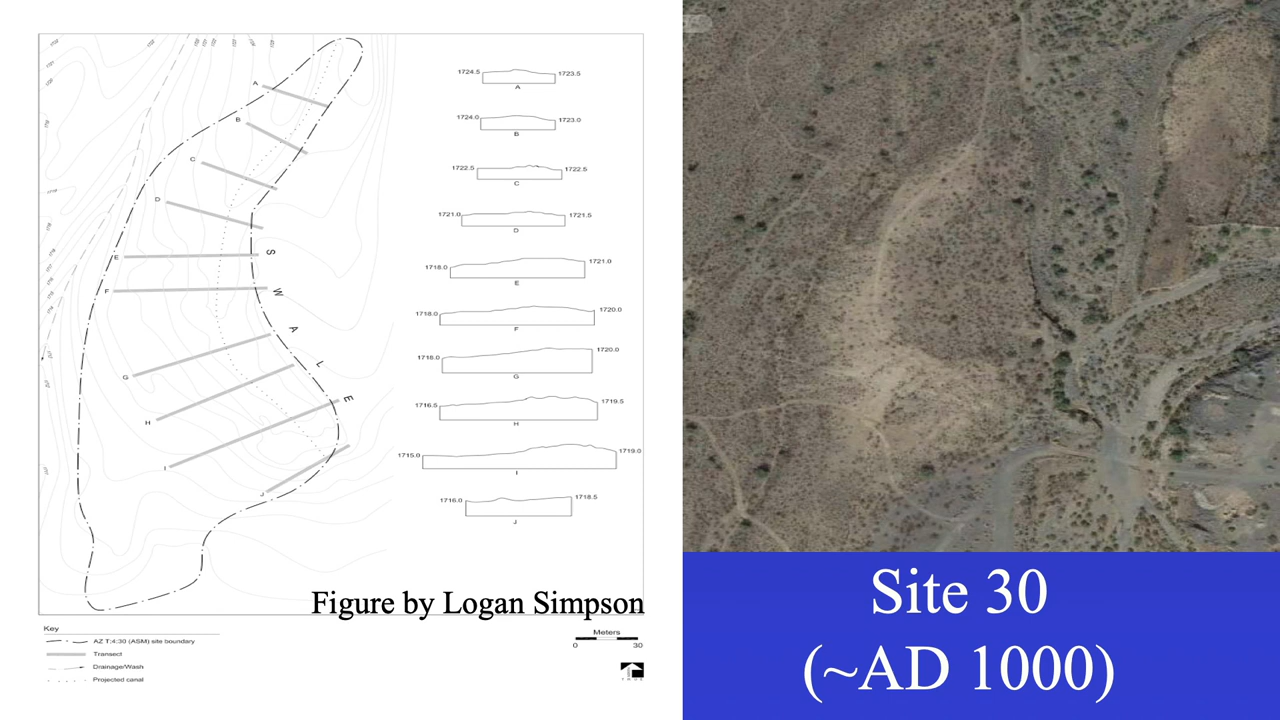 A
B
C
D
E
F
G
H
I
J
S
W
A
L
E
1724.5 1723.5
A
1724.0 1723.0
B
1722.5 1722.5
C
1721.0 1721.5
D
1718.0 1721.0
E
1718.0 1720.0
F
1718.0 1720.0
G
1716.5 1719.5
H
1715.0 1719.0
I
1716.0 1718.5
J
Figure by Logan Simpson
Key
AZ T:4:30 (ASM) site boundary
Transect
Drainage/Wash
Projected canal
Meters
0 30
Site 30
(~AD 1000)